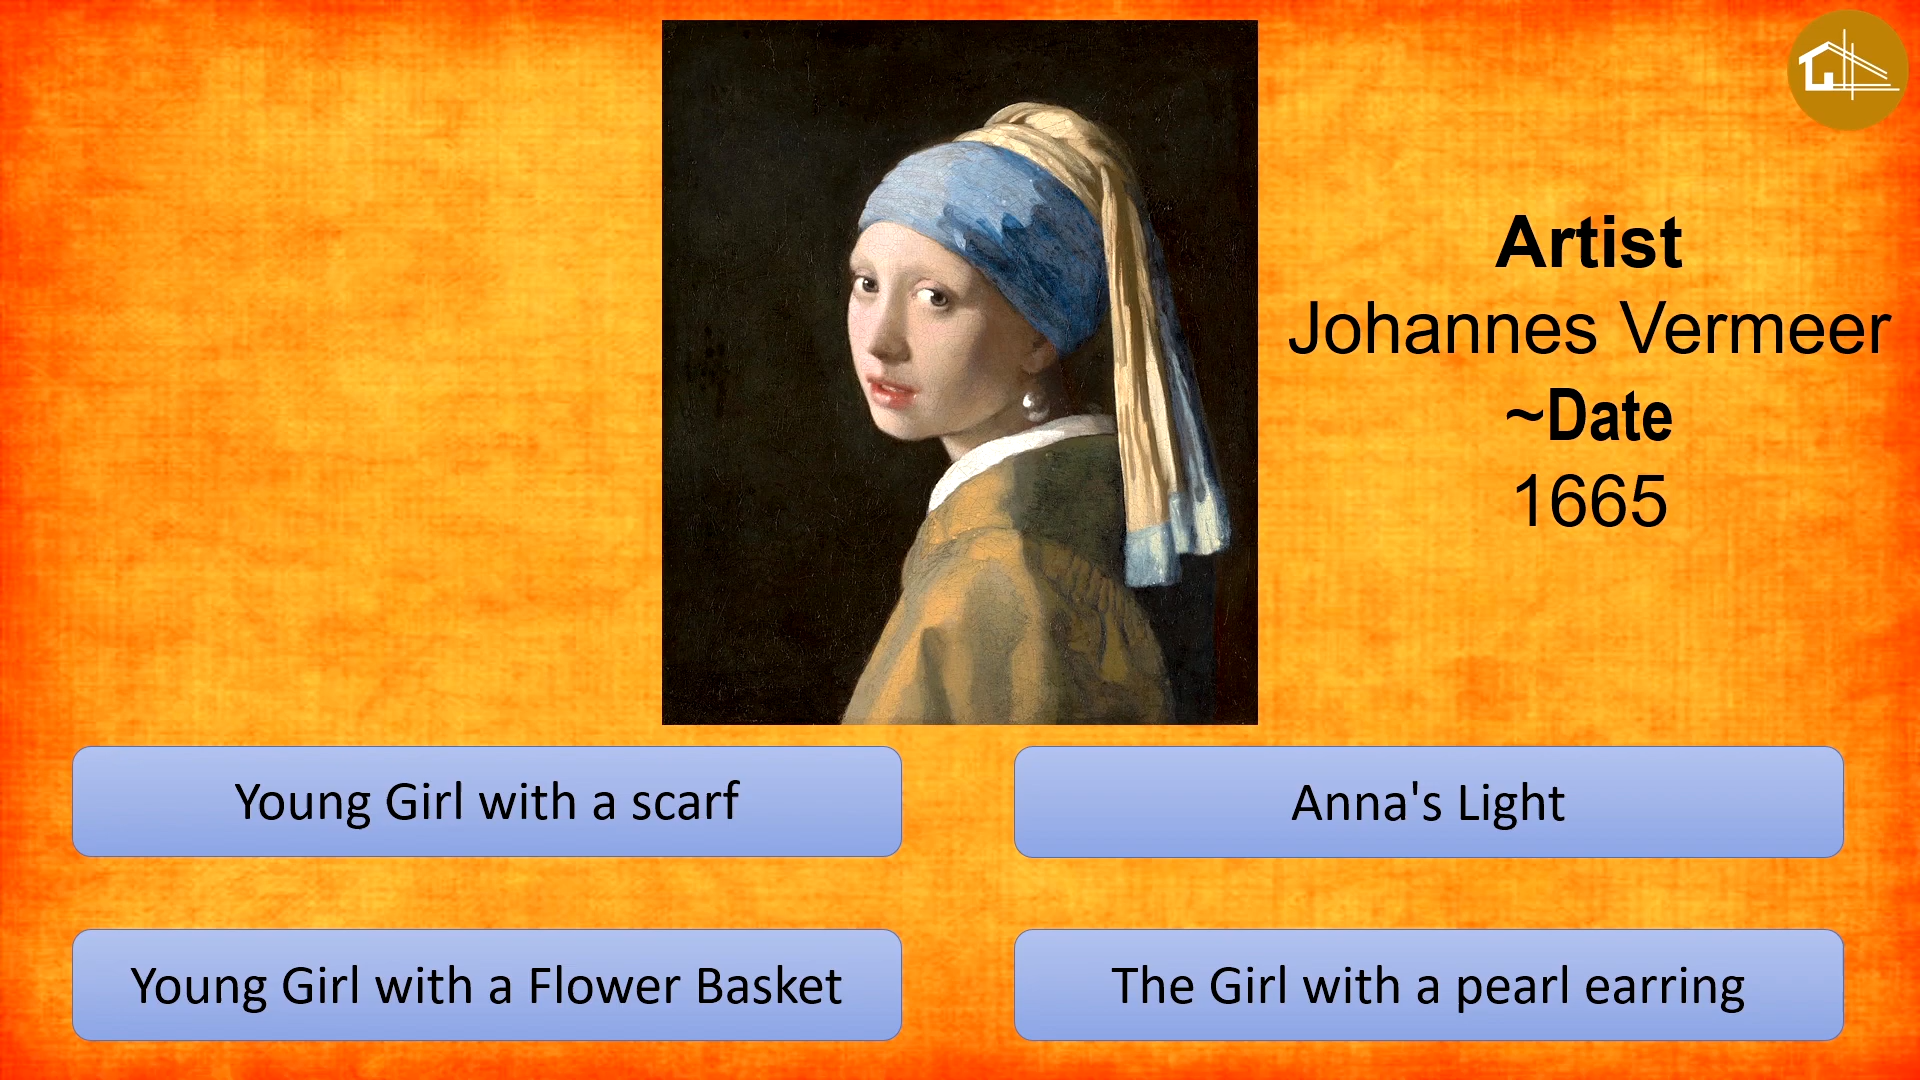 Artist
Johannes Vermeer
~Date
1665
Young Girl with a scarf
Anna's Light
Young Girl with a Flower Basket
The Girl with a pearl earring